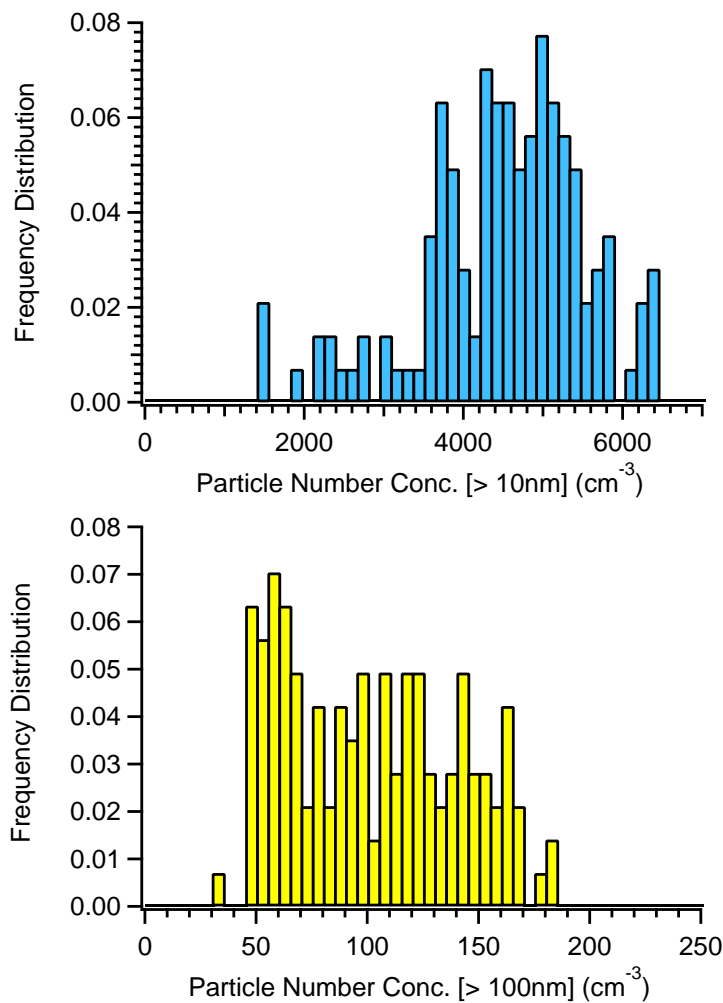 0.08
0.06
0.04
0.02
0.00
Frequency Distribution
0 2000 4000 6000
Particle Number Conc. [> 10nm] (cm⁻³)
0.08
0.07
0.06
0.05
0.04
0.03
0.02
0.01
0.00
Frequency Distribution
0 50 100 150 200 250
Particle Number Conc. [> 100nm] (cm⁻³)